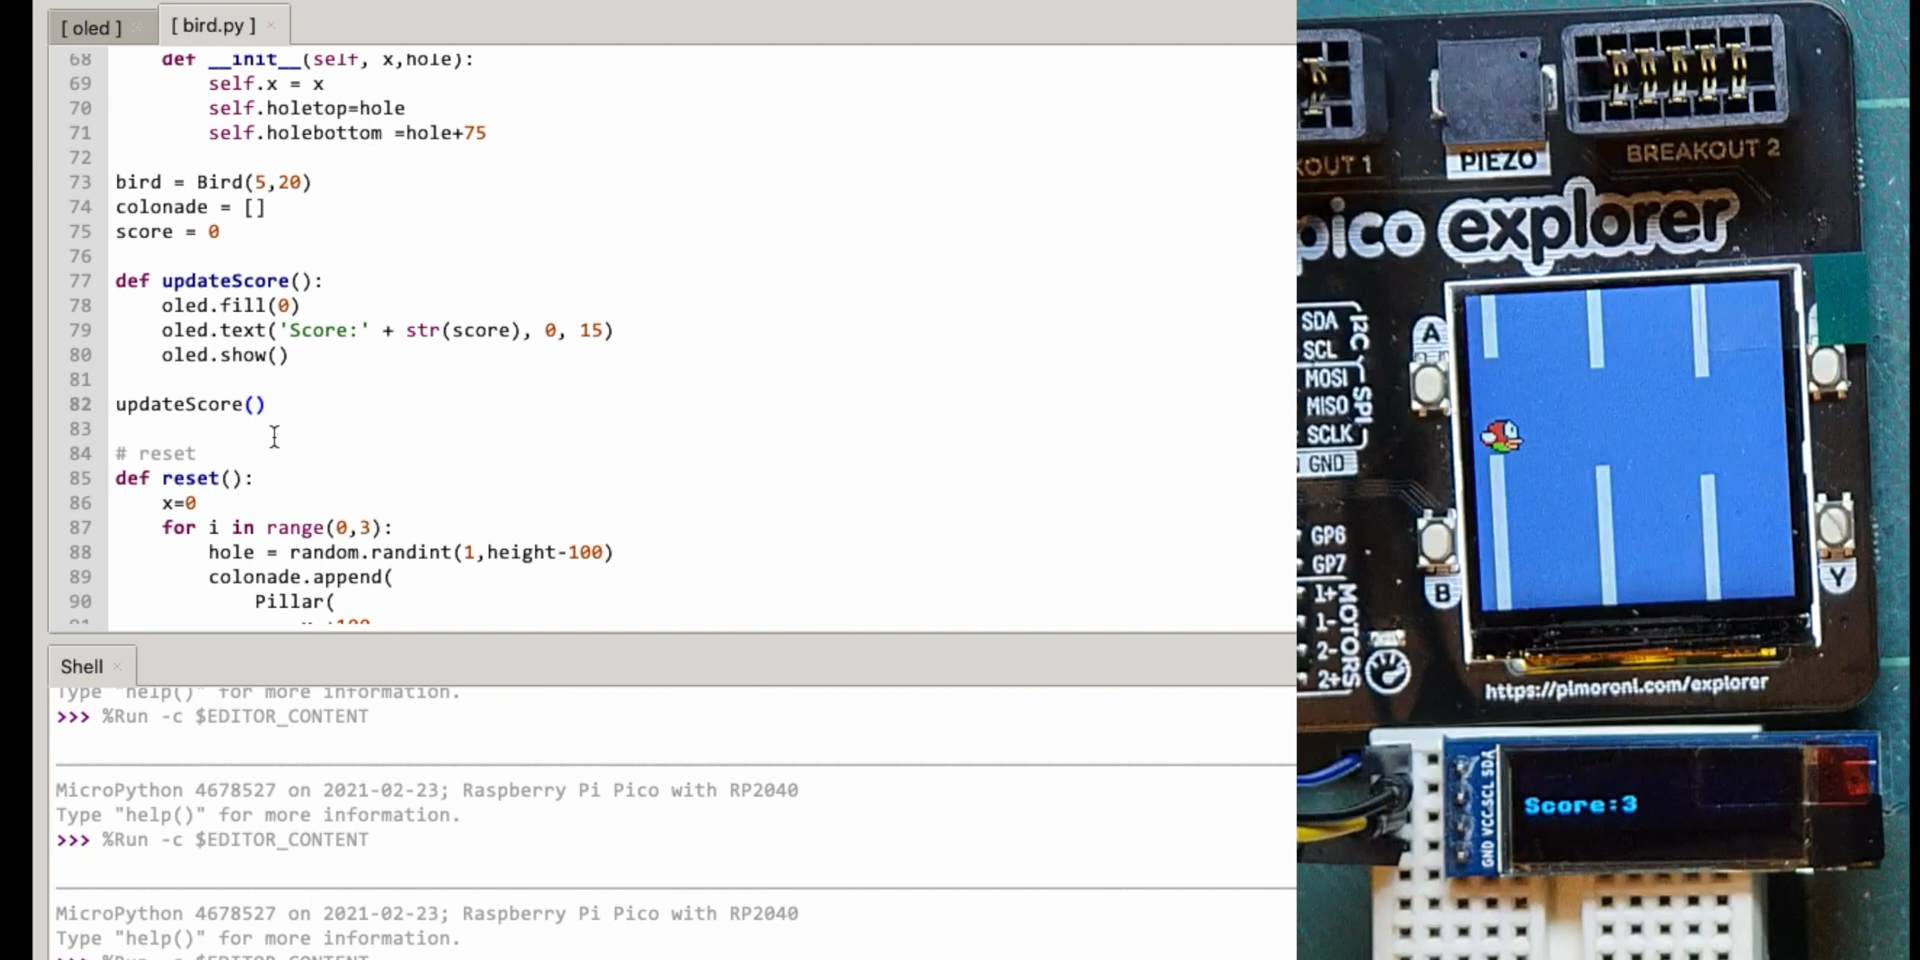 [ oled ]
[ bird.py ]
68 def __init__(self, x,hole):
69 self.x = x
70 self.holetop=hole
71 self.holebottom =hole+75
72
73 bird = Bird(5,20)
74 colonade = []
75 score = 0
76
77 def updateScore():
78 oled.fill(0)
79 oled.text('Score:' + str(score), 0, 15)
80 oled.show()
81
82 updateScore()
83
84 # reset
85 def reset():
86 x=0
87 for i in range(0,3):
88 hole = random.randint(1,height-100)
89 colonade.append(
90 Pillar(
Shell
Type "help()" for more information.
>>> %Run -c $EDITOR_CONTENT
MicroPython 4678527 on 2021-02-23; Raspberry Pi Pico with RP2040
Type "help()" for more information.
>>> %Run -c $EDITOR_CONTENT
MicroPython 4678527 on 2021-02-23; Raspberry Pi Pico with RP2040
Type "help()" for more information.
>>> %Run -c $EDITOR_CONTENT
KOUT 1
PIEZO
BREAKOUT 2
pico explorer
SDA
SCL
I2C
MOSI
MISO
SCLK
SPI
GND
GP6
GP7
1+
1-
2-
2+
MOTORS
A
B
Y
https://pimoroni.com/explorer
GND VCC SCL SDA
Score:3